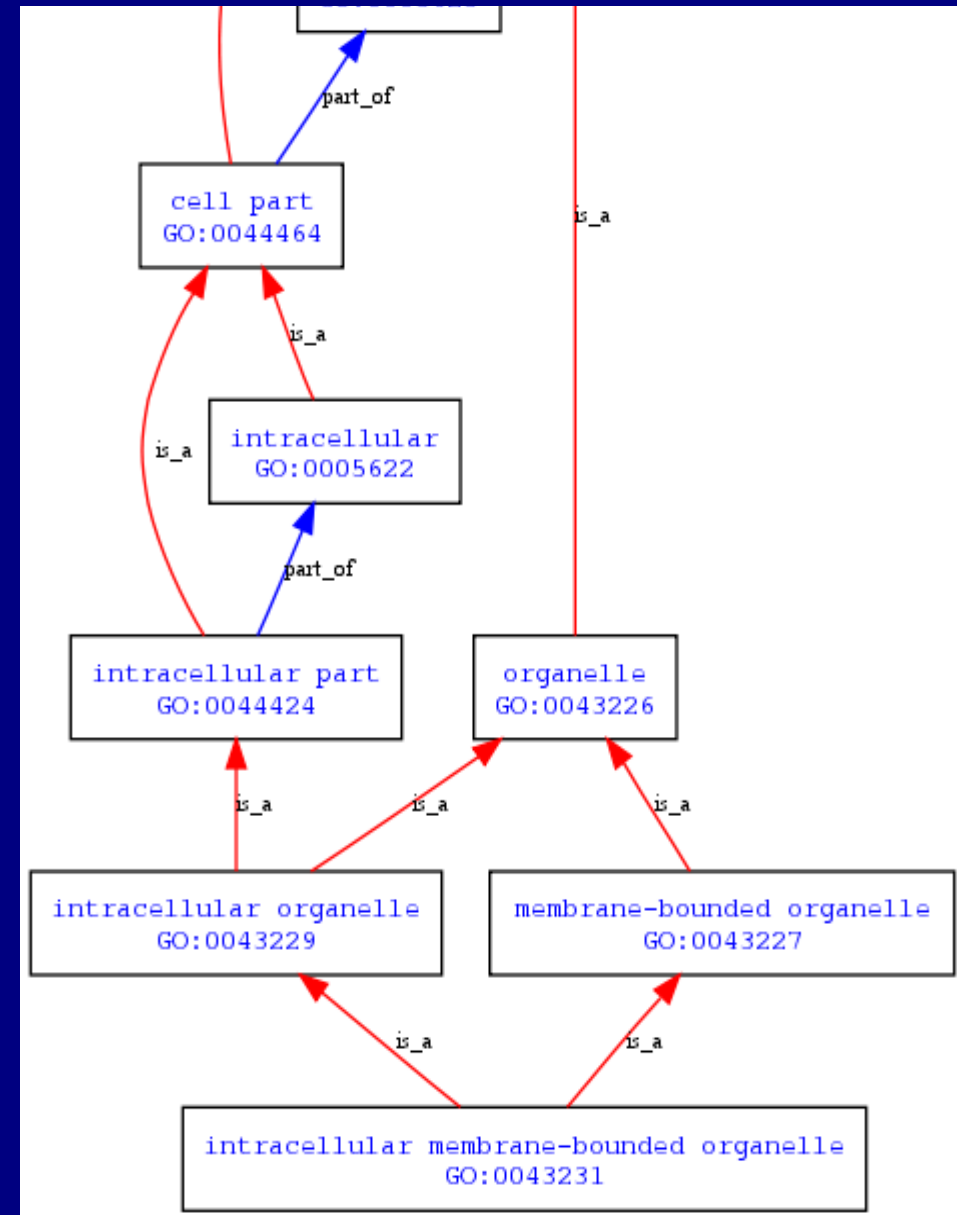 part_of
cell part
GO:0044464
is_a
is_a
intracellular
GO:0005622
is_a
part_of
intracellular part
GO:0044424
organelle
GO:0043226
is_a
is_a
is_a
intracellular organelle
GO:0043229
membrane-bounded organelle
GO:0043227
is_a
is_a
intracellular membrane-bounded organelle
GO:0043231